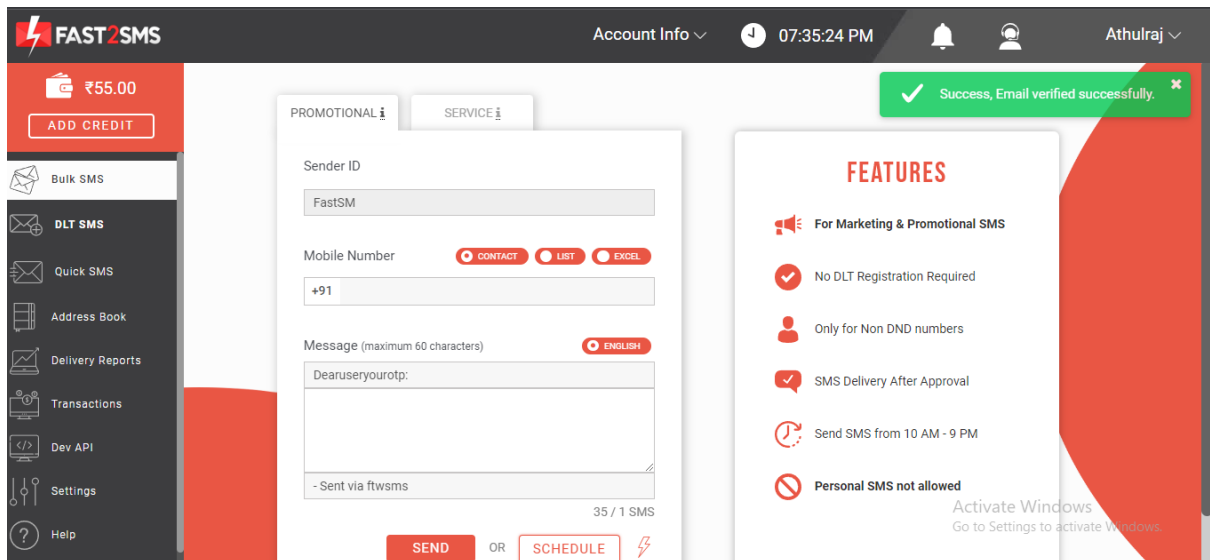 FAST2SMS
Account Info
07:35:24 PM
Athulraj
₹55.00
ADD CREDIT
Bulk SMS
DLT SMS
Quick SMS
Address Book
Delivery Reports
Transactions
Dev API
Settings
Help
Success, Email verified successfully.
PROMOTIONAL i
SERVICE i
Sender ID
FastSM
Mobile Number
CONTACT LIST EXCEL
+91
Message (maximum 60 characters)
ENGLISH
Dearuseryourotp:
- Sent via ftwsms
35 / 1 SMS
SEND OR SCHEDULE
FEATURES
For Marketing & Promotional SMS
No DLT Registration Required
Only for Non DND numbers
SMS Delivery After Approval
Send SMS from 10 AM - 9 PM
Personal SMS not allowed
Activate Windows
Go to Settings to activate Windows.